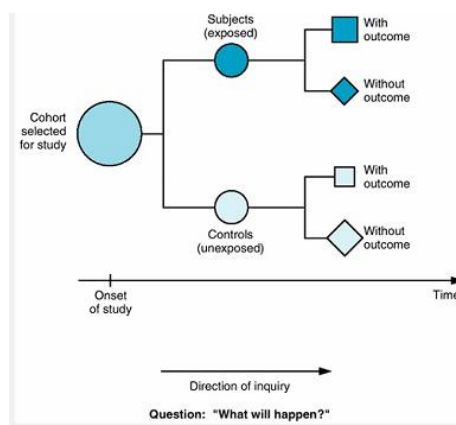 Subjects
(exposed)
With
outcome
Without
outcome
Cohort
selected
for study
With
outcome
Controls
(unexposed)
Without
outcome
Onset
of study
Time
Direction of inquiry
Question: "What will happen?"